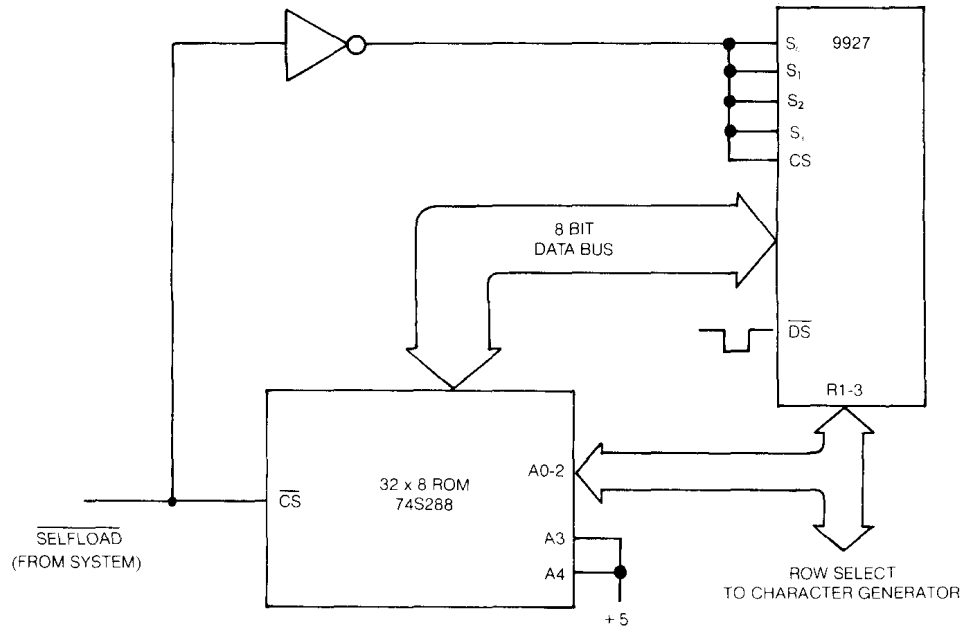 9927
S₀
S₁
S₂
CS
8 BIT
DATA BUS
DS
R1-3
32 x 8 ROM
74S288
CS
A0-2
A3
A4
SELFLOAD
(FROM SYSTEM)
+5
ROW SELECT
TO CHARACTER GENERATOR